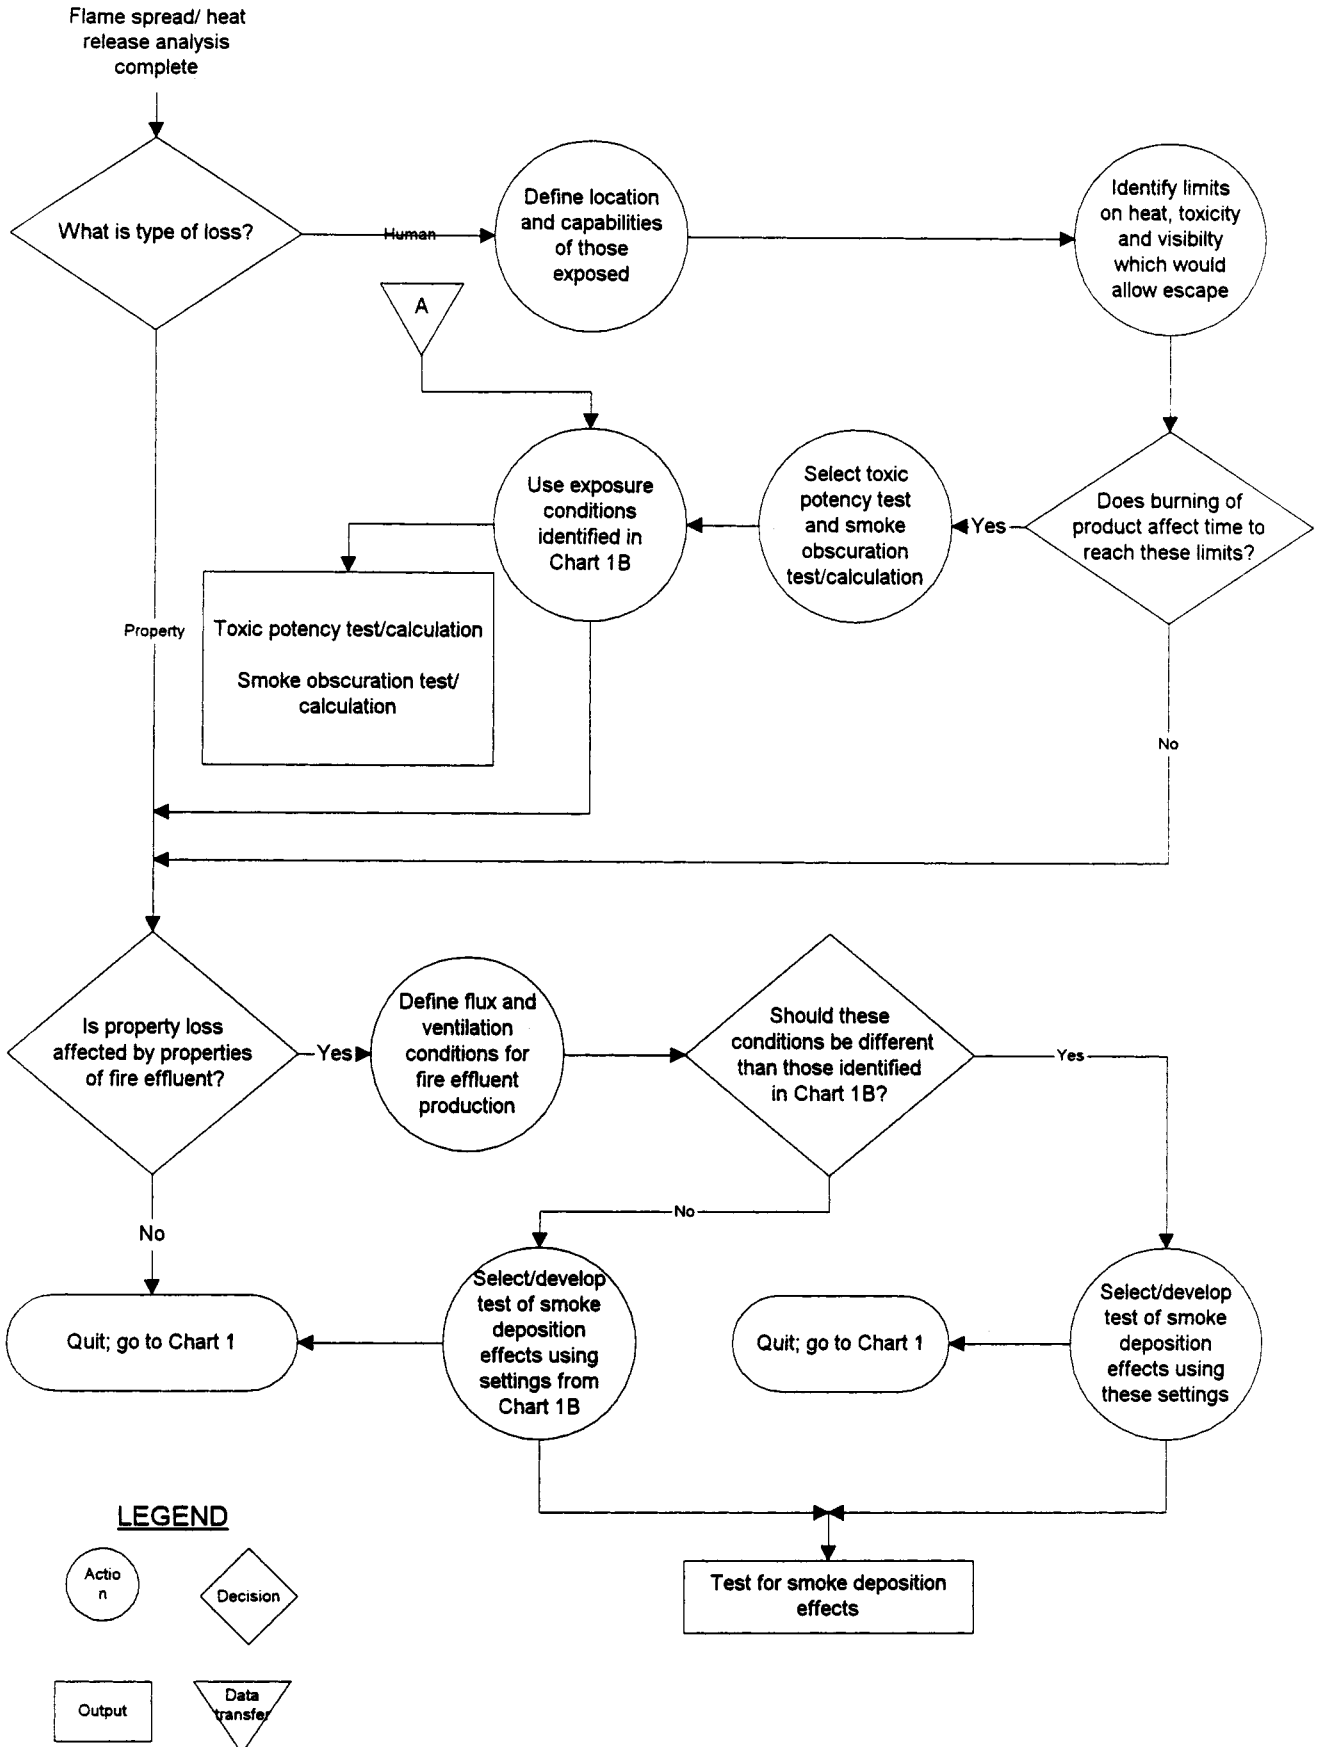 Flame spread/ heat
release analysis
complete
What is type of loss?
Human
Define location
and capabilities
of those
exposed
Identify limits
on heat, toxicity
and visibilty
which would
allow escape
A
Use exposure
conditions
identified in
Chart 1B
Select toxic
potency test
and smoke
obscuration
test/calculation
Yes
Does burning of
product affect time to
reach these limits?
Property
Toxic potency test/calculation
Smoke obscuration test/
calculation
No
Is property loss
affected by properties
of fire effluent?
Yes
Define flux and
ventilation
conditions for
fire effluent
production
Should these
conditions be different
than those identified
in Chart 1B?
Yes
No
No
Quit; go to Chart 1
Select/develop
test of smoke
deposition
effects using
settings from
Chart 1B
Quit; go to Chart 1
Select/develop
test of smoke
deposition
effects using
these settings
Test for smoke deposition
effects
LEGEND
Actio
n
Decision
Output
Data
transfer